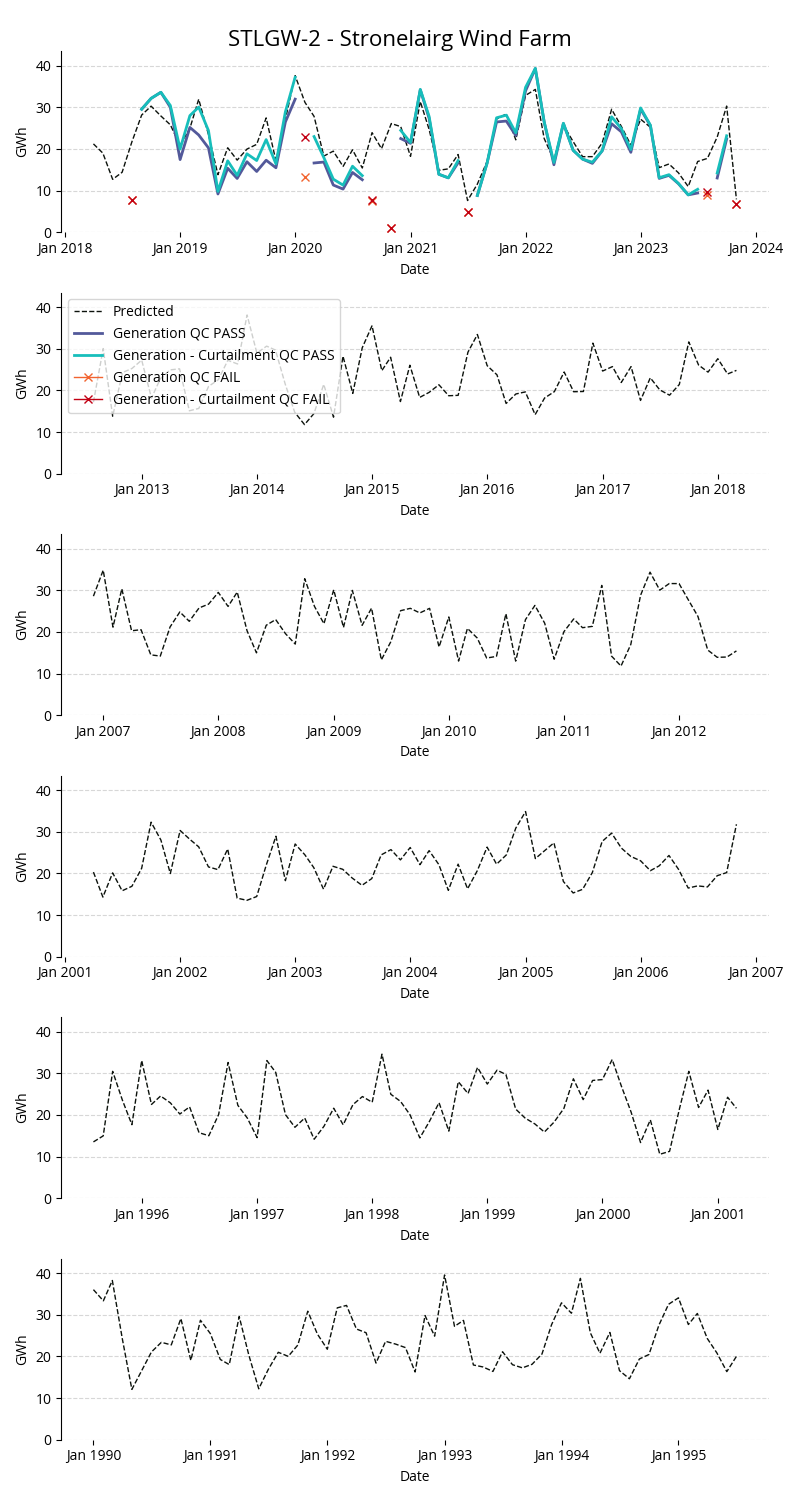 STLGW-2 - Stronelairg Wind Farm
40
30
20
10
0
GWh
Jan 2018 Jan 2019 Jan 2020 Jan 2021 Jan 2022 Jan 2023 Jan 2024
Date
Predicted
Generation QC PASS
Generation - Curtailment QC PASS
Generation QC FAIL
Generation - Curtailment QC FAIL
40
30
20
10
0
GWh
Jan 2013 Jan 2014 Jan 2015 Jan 2016 Jan 2017 Jan 2018
Date
40
30
20
10
0
GWh
Jan 2007 Jan 2008 Jan 2009 Jan 2010 Jan 2011 Jan 2012
Date
40
30
20
10
0
GWh
Jan 2001 Jan 2002 Jan 2003 Jan 2004 Jan 2005 Jan 2006 Jan 2007
Date
40
30
20
10
0
GWh
Jan 1996 Jan 1997 Jan 1998 Jan 1999 Jan 2000 Jan 2001
Date
40
30
20
10
0
GWh
Jan 1990 Jan 1991 Jan 1992 Jan 1993 Jan 1994 Jan 1995
Date